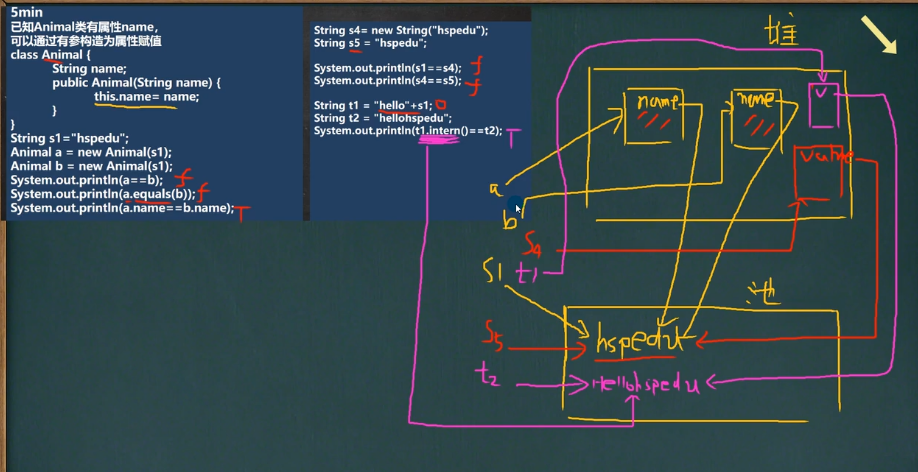 5min
已知Animal类有属性name,
可以通过有参构造为属性赋值
class Animal {
String name;
public Animal(String name) {
this.name= name;
}
}
String s1="hspedu";
Animal a = new Animal(s1);
Animal b = new Animal(s1);
System.out.println(a==b); f
System.out.println(a.equals(b)); f
System.out.println(a.name==b.name); T
String s4= new String("hspedu");
String s5 = "hspedu";
System.out.println(s1==s4); f
System.out.println(s4==s5); f
String t1 = "hello"+s1;
String t2 = "hellohspedu";
System.out.println(t1.intern()==t2); T
堆
name
name
v
value
a
b
S4
S1 t1
池
S5
hspedu
t2
Hellohspedu